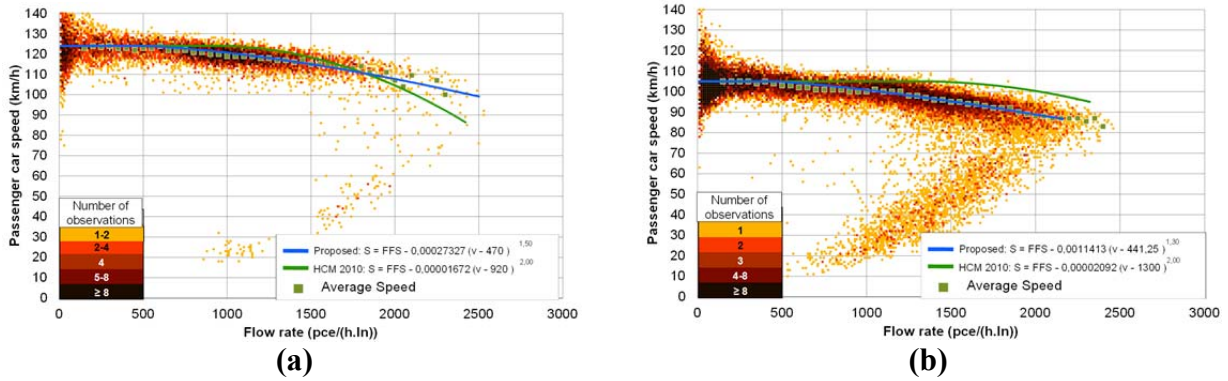 140
130
120
110
100
90
80
70
60
50
40
30
20
10
0
Passenger car speed (km/h)
Number of
observations
1-2
2-4
4
5-8
≥ 8
Proposed: S = FFS - 0,00027327 (v - 470 ) 1,50
HCM 2010: S = FFS - 0,00001672 (v - 920 ) 2,00
Average Speed
0 500 1000 1500 2000 2500 3000
Flow rate (pce/(h.ln))
(a)
140
130
120
110
100
90
80
70
60
50
40
30
20
10
0
Passenger car speed (km/h)
Number of
observations
1
2
3
4-8
≥ 8
Proposed: S = FFS - 0,0011413 (v - 441,25 ) 1,30
HCM 2010: S = FFS - 0,00002092 (v - 1300 ) 2,00
Average Speed
0 500 1000 1500 2000 2500 3000
Flow rate (pce/(h.ln))
(b)